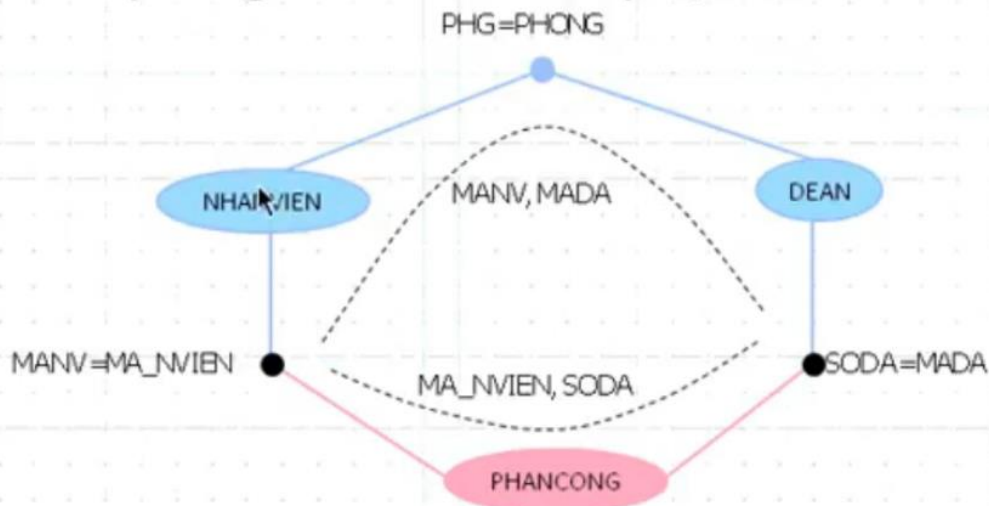 PHG=PHONG
NHANVIEN
MANV, MADA
DEAN
MANV=MA_NVIEN
SODA=MADA
MA_NVIEN, SODA
PHANCONG